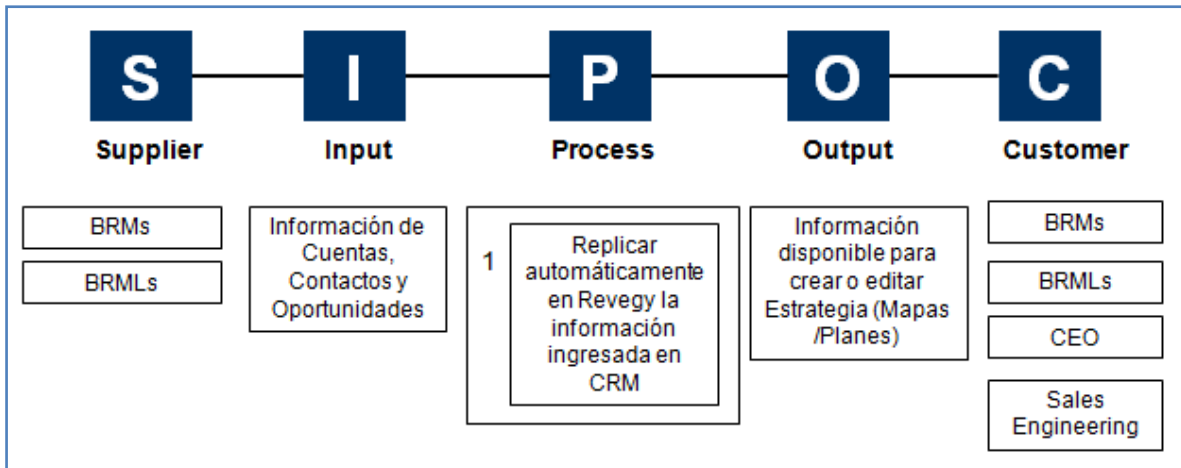 S I P O C
Supplier Input Process Output Customer
BRMs
BRMLs
Información de
Cuentas,
Contactos y
Oportunidades
1
Replicar
automáticamente
en Revegy la
información
ingresada en
CRM
Información
disponible para
crear o editar
Estrategia (Mapas
/Planes)
BRMs
BRMLs
CEO
Sales
Engineering